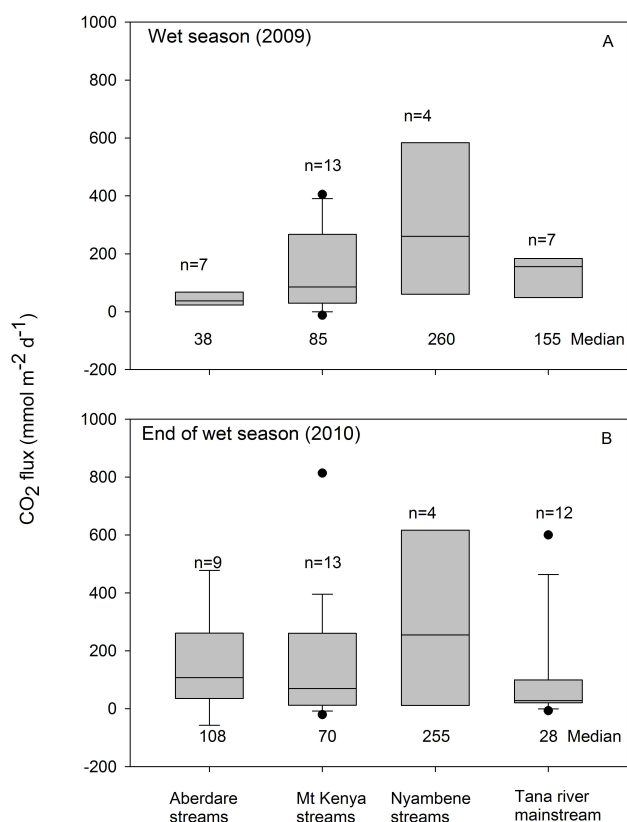 Wet season (2009)
A
1000
800
600
400
200
0
-200
n=7
n=13
n=4
n=7
38
85
260
155 Median
CO2 flux (mmol m-2 d-1)
End of wet season (2010)
B
1000
800
600
400
200
0
-200
n=9
n=13
n=4
n=12
108
70
255
28 Median
Aberdare
streams
Mt Kenya
streams
Nyambene
streams
Tana river
mainstream